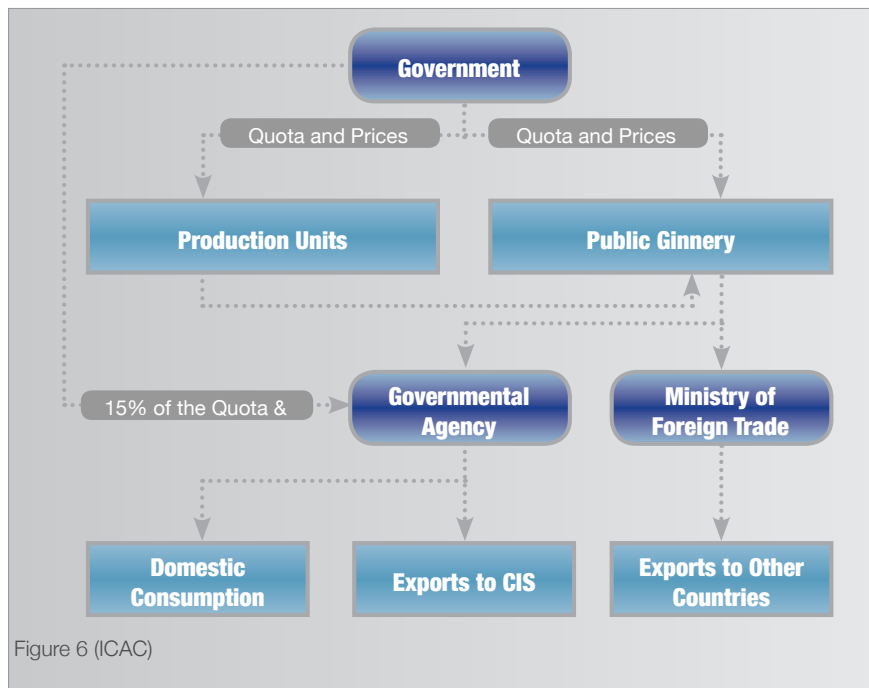 Government
Quota and Prices
Quota and Prices
Production Units
Public Ginnery
15% of the Quota &
Governmental
Agency
Ministry of
Foreign Trade
Domestic
Consumption
Exports to CIS
Exports to Other
Countries
Figure 6 (ICAC)